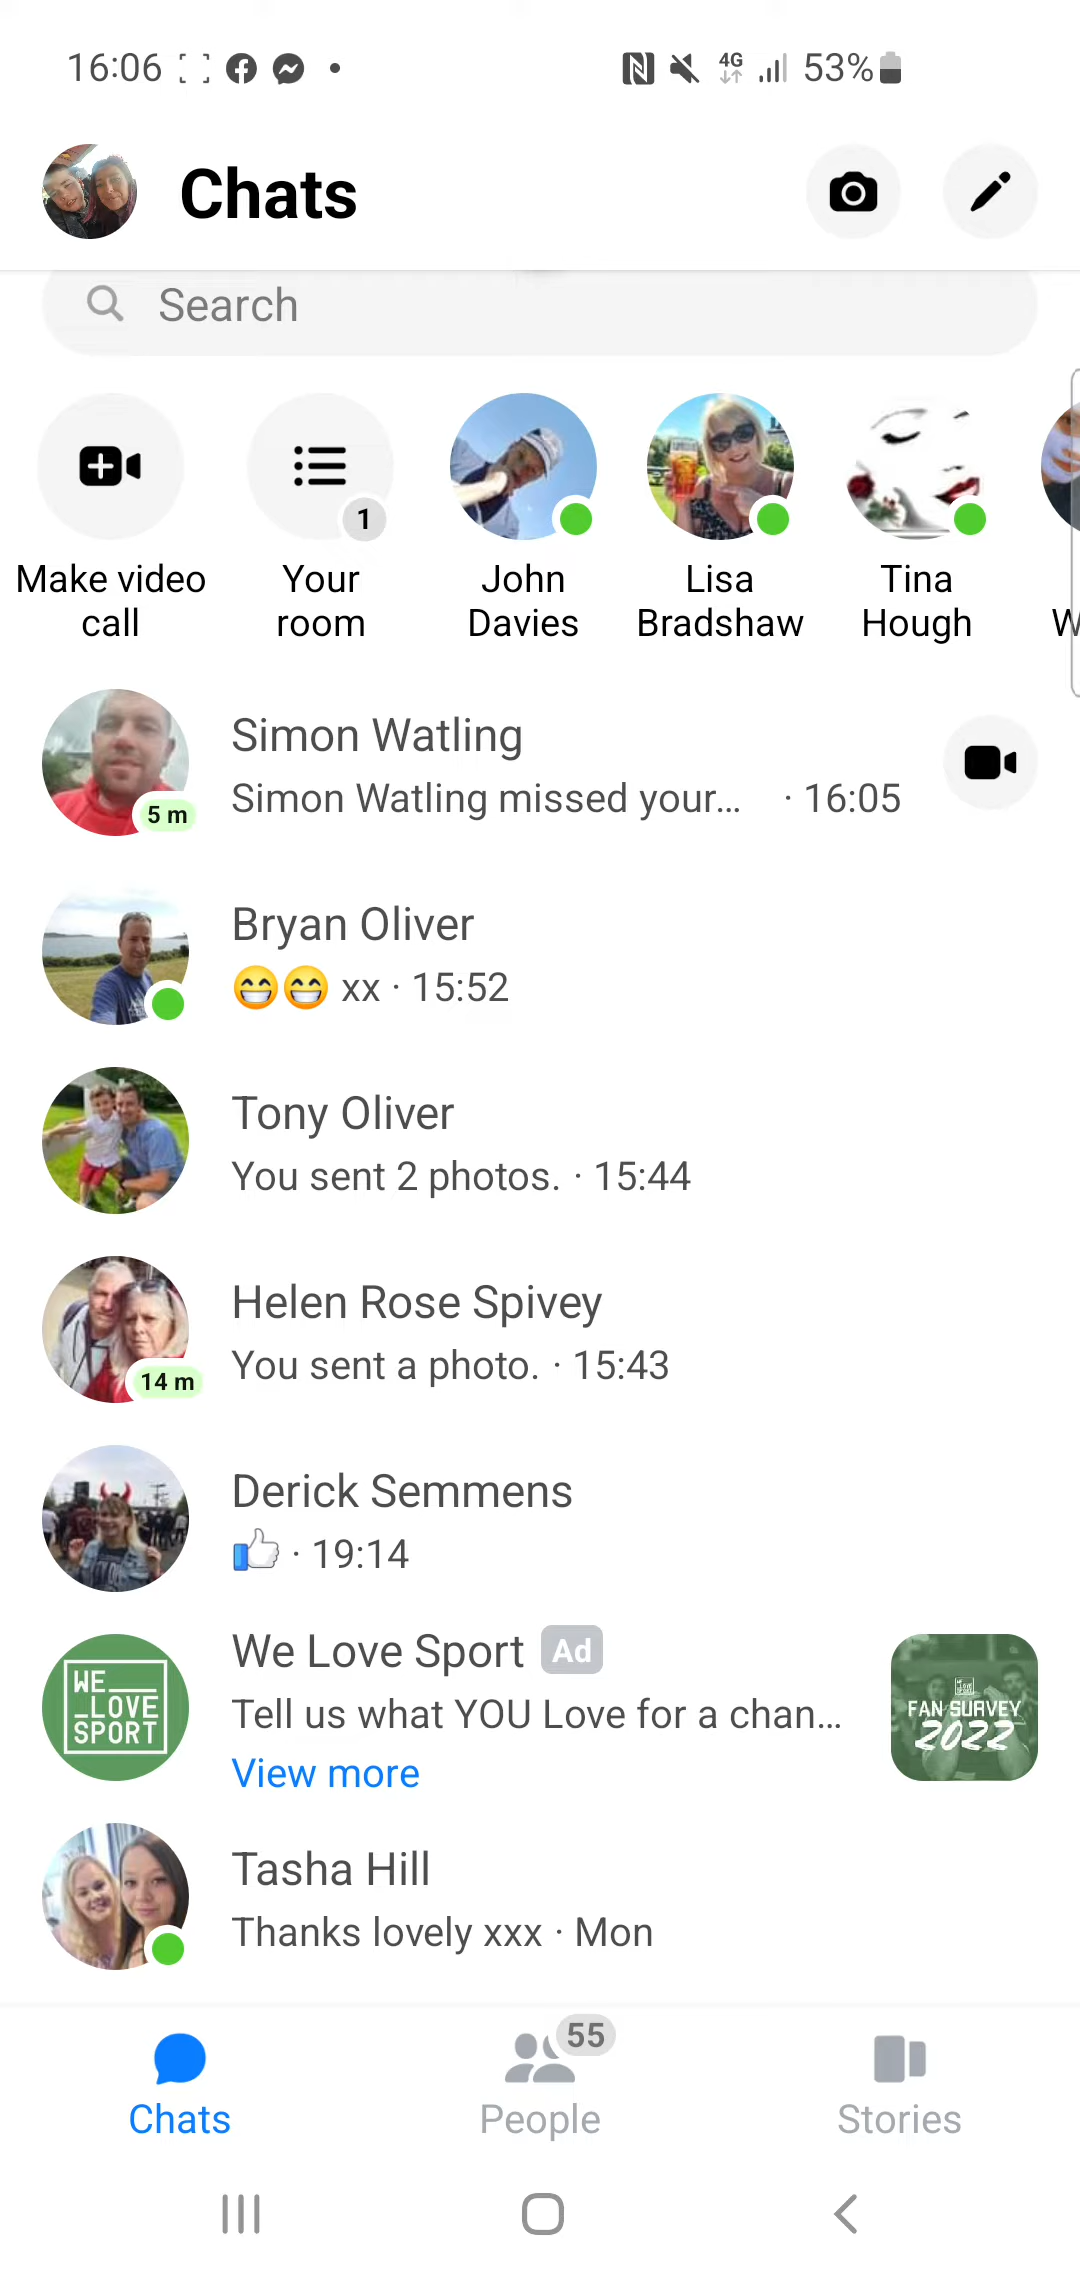 16:06
4G
53%
Chats
Search
1
Make video
call
Your
room
John
Davies
Lisa
Bradshaw
Tina
Hough
W
Simon Watling
Simon Watling missed your... · 16:05
5 m
Bryan Oliver
😁😁 xx · 15:52
Tony Oliver
You sent 2 photos. · 15:44
Helen Rose Spivey
You sent a photo. · 15:43
14 m
Derick Semmens
👍 · 19:14
We Love Sport Ad
Tell us what YOU Love for a chan...
View more
WE
LOVE
SPORT
FAN SURVEY
2022
Tasha Hill
Thanks lovely xxx · Mon
55
Chats
People
Stories